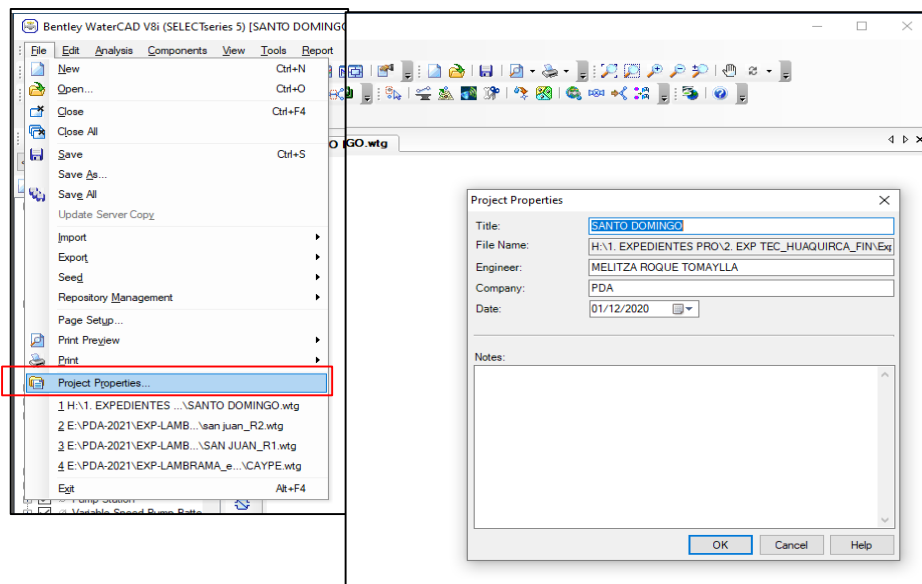 Bentley WaterCAD V8i (SELECTseries 5) [SANTO DOMINGO
File Edit Analysis Components View Tools Report
New Ctrl+N
Open... Ctrl+O
Close Ctrl+F4
Close All
Save Ctrl+S
Save As...
Save All
Update Server Copy
Import
Export
Seed
Repository Management
Page Setup...
Print Preview
Print
Project Properties...
1 H:\1. EXPEDIENTES ...\SANTO DOMINGO.wtg
2 E:\PDA-2021\EXP-LAMB...\san juan_R2.wtg
3 E:\PDA-2021\EXP-LAMB...\SAN JUAN_R1.wtg
4 E:\PDA-2021\EXP-LAMBRAMA_e...\CAYPE.wtg
Exit Alt+F4
Pump Station
Variable Speed Pump Batte
GO.wtg
Project Properties
Title: SANTO DOMINGO
File Name: H:\1. EXPEDIENTES PRO\2. EXP TEC_HUAQUIRCA_FIN\Exp
Engineer: MELITZA ROQUE TOMAYLLA
Company: PDA
Date: 01/12/2020
Notes:
OK Cancel Help